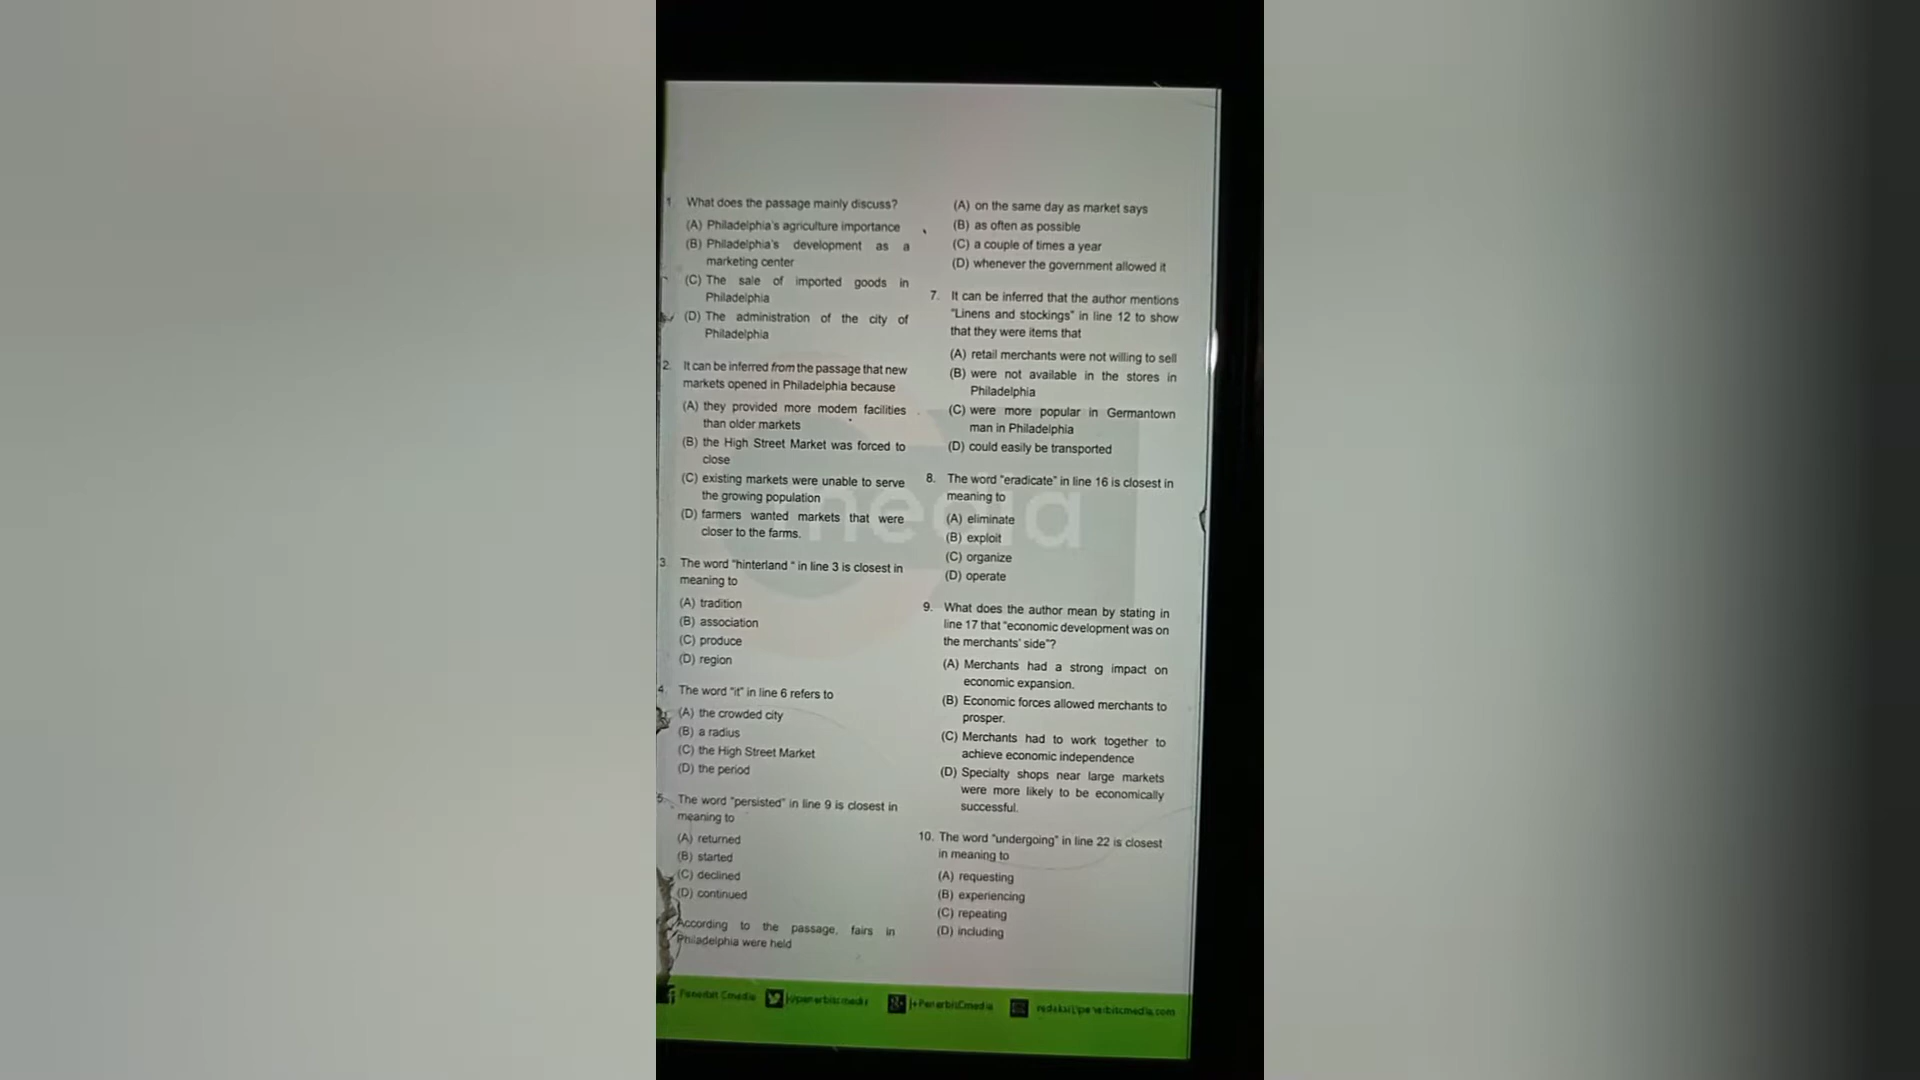 1. What does the passage mainly discuss?
(A) Philadelphia's agriculture importance
(B) Philadelphia's development as a
marketing center
(C) The sale of imported goods in
Philadelphia
(D) The administration of the city of
Philadelphia
2. It can be inferred from the passage that new
markets opened in Philadelphia because
(A) they provided more modern facilities
than older markets
(B) the High Street Market was forced to
close
(C) existing markets were unable to serve
the growing population
(D) farmers wanted markets that were
closer to the farms.
3. The word "hinterland " in line 3 is closest in
meaning to
(A) tradition
(B) association
(C) produce
(D) region
4. The word "it" in line 6 refers to
(A) the crowded city
(B) a radius
(C) the High Street Market
(D) the period
5. The word "persisted" in line 9 is closest in
meaning to
(A) returned
(B) started
(C) declined
(D) continued
According to the passage, fairs in
Philadelphia were held
(A) on the same day as market says
(B) as often as possible
(C) a couple of times a year
(D) whenever the government allowed it
7. It can be inferred that the author mentions
"Linens and stockings" in line 12 to show
that they were items that
(A) retail merchants were not willing to sell
(B) were not available in the stores in
Philadelphia
(C) were more popular in Germantown
man in Philadelphia
(D) could easily be transported
8. The word "eradicate" in line 16 is closest in
meaning to
(A) eliminate
(B) exploit
(C) organize
(D) operate
9. What does the author mean by stating in
line 17 that "economic development was on
the merchants' side"?
(A) Merchants had a strong impact on
economic expansion.
(B) Economic forces allowed merchants to
prosper.
(C) Merchants had to work together to
achieve economic independence
(D) Specialty shops near large markets
were more likely to be economically
successful.
10. The word "undergoing" in line 22 is closest
in meaning to
(A) requesting
(B) experiencing
(C) repeating
(D) including
media
Penerbit Cmedia
+PenerbitCmedia